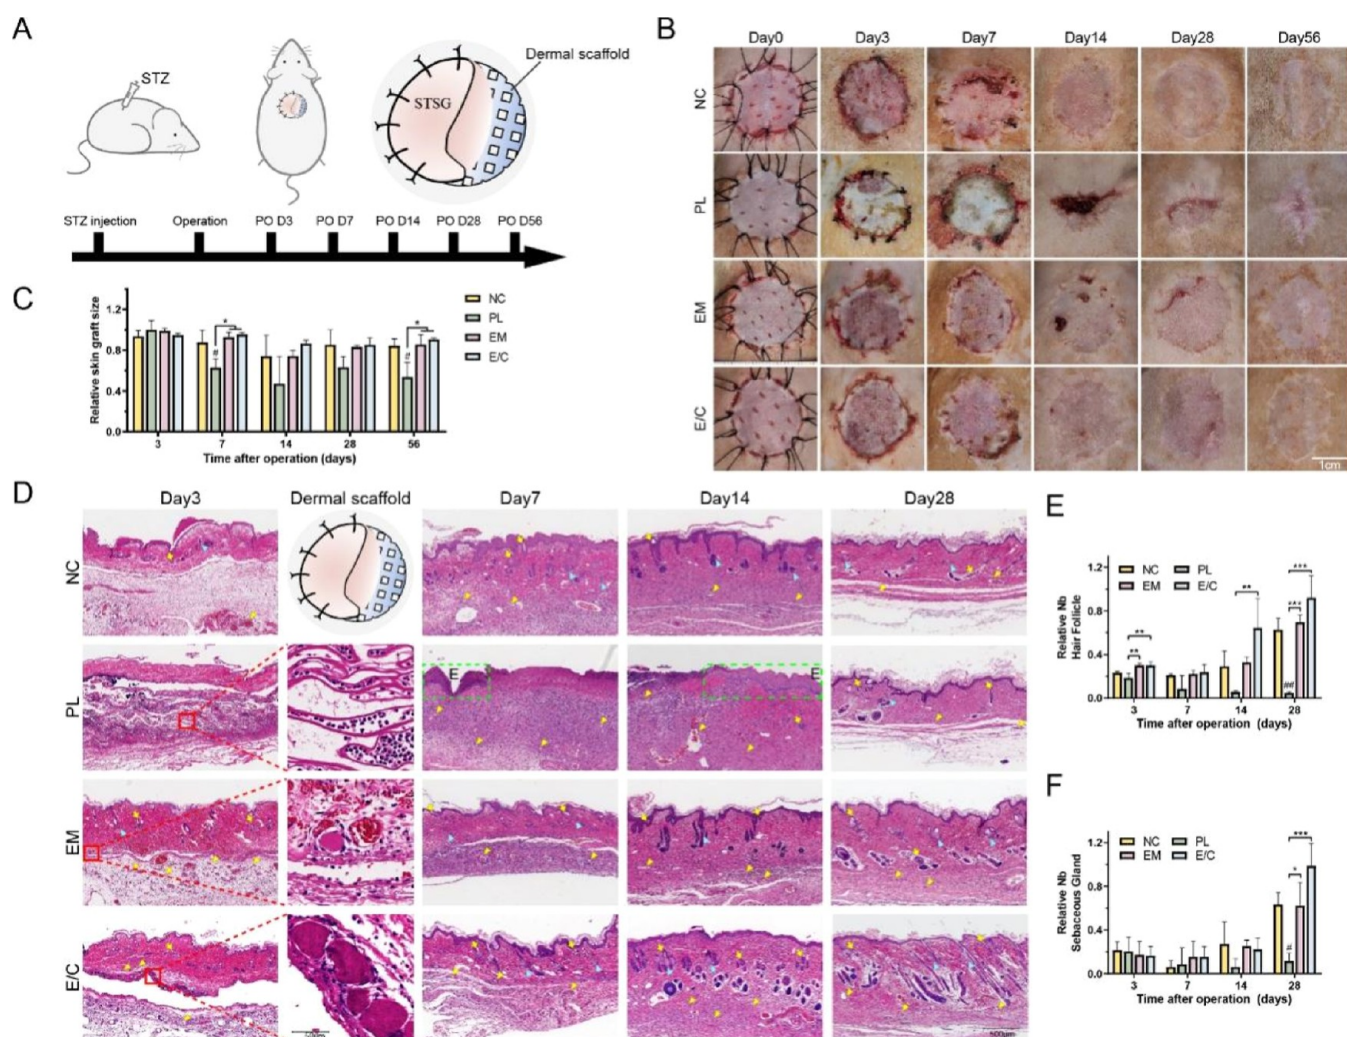 A
STZ
STSG
Dermal scaffold
STZ injection
Operation
PO D3
PO D7
PO D14
PO D28
PO D56
B
Day0
Day3
Day7
Day14
Day28
Day56
NC
PL
EM
E/C
1cm
C
Relative skin graft size
1.2
0.8
0.4
0.0
*
#
*
#
NC
PL
EM
E/C
3
7
14
28
56
Time after operation (days)
D
Day3
Dermal scaffold
Day7
Day14
Day28
NC
PL
E
E
EM
E/C
E
Relative Nb
Hair Follicle
NC
PL
EM
E/C
1.2
0.8
0.4
0.0
**
**
**
***
***
##
3
7
14
28
Time after operation (days)
F
Relative Nb
Sebaceous Gland
NC
PL
EM
E/C
1.2
0.8
0.4
0.0
***
*
#
3
7
14
28
Time after operation (days)